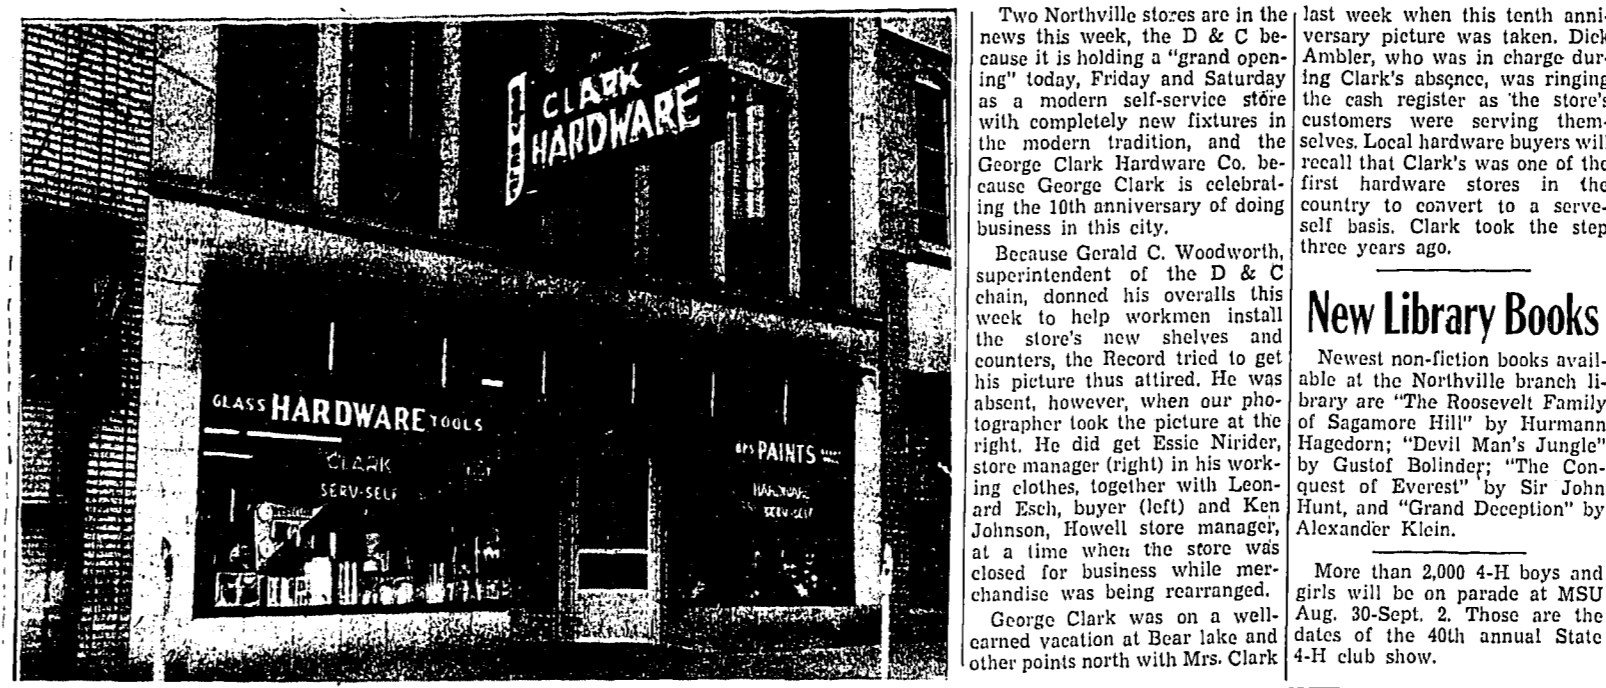 CLARK
HARDWARE
GLASS HARDWARE TOOLS
CLARK
SERV-SELF
BPS PAINTS
HARDWARE
SERV-SELF
Two Northville stores are in the
news this week, the D & C be-
cause it is holding a "grand open-
ing" today, Friday and Saturday
as a modern self-service store
with completely new fixtures in
the modern tradition, and the
George Clark Hardware Co. be-
cause George Clark is celebrat-
ing the 10th anniversary of doing
business in this city.
Because Gerald C. Woodworth,
superintendent of the D & C
chain, donned his overalls this
week to help workmen install
the store's new shelves and
counters, the Record tried to get
his picture thus attired. He was
absent, however, when our pho-
tographer took the picture at the
right. He did get Essie Nirider,
store manager (right) in his work-
ing clothes, together with Leon-
ard Esch, buyer (left) and Ken
Johnson, Howell store manager,
at a time when the store was
closed for business while mer-
chandise was being rearranged.
George Clark was on a well-
earned vacation at Bear lake and
other points north with Mrs. Clark
last week when this tenth anni-
versary picture was taken. Dick
Ambler, who was in charge dur-
ing Clark's absence, was ringing
the cash register as the store's
customers were serving them-
selves. Local hardware buyers will
recall that Clark's was one of the
first hardware stores in the
country to convert to a serve-
self basis. Clark took the step
three years ago.
New Library Books
Newest non-fiction books avail-
able at the Northville branch li-
brary are "The Roosevelt Family
of Sagamore Hill" by Hurmann
Hagedorn; "Devil Man's Jungle"
by Gustof Bolinder; "The Con-
quest of Everest" by Sir John
Hunt, and "Grand Deception" by
Alexander Klein.
More than 2,000 4-H boys and
girls will be on parade at MSU
Aug. 30-Sept. 2. Those are the
dates of the 40th annual State
4-H club show.